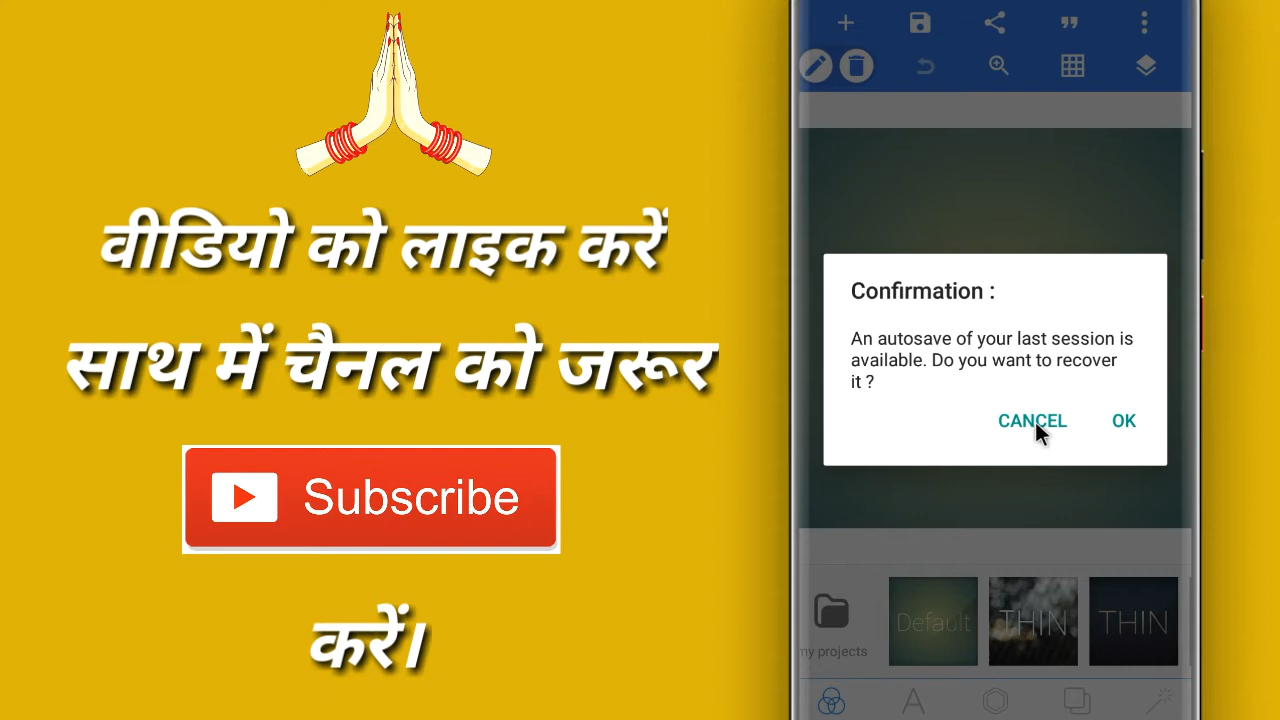 वीडियो को लाइक करें
साथ में चैनल को जरूर
Subscribe
करें।
Confirmation :
An autosave of your last session is
available. Do you want to recover
it ?
CANCEL OK
my projects
Default
THIN
THIN